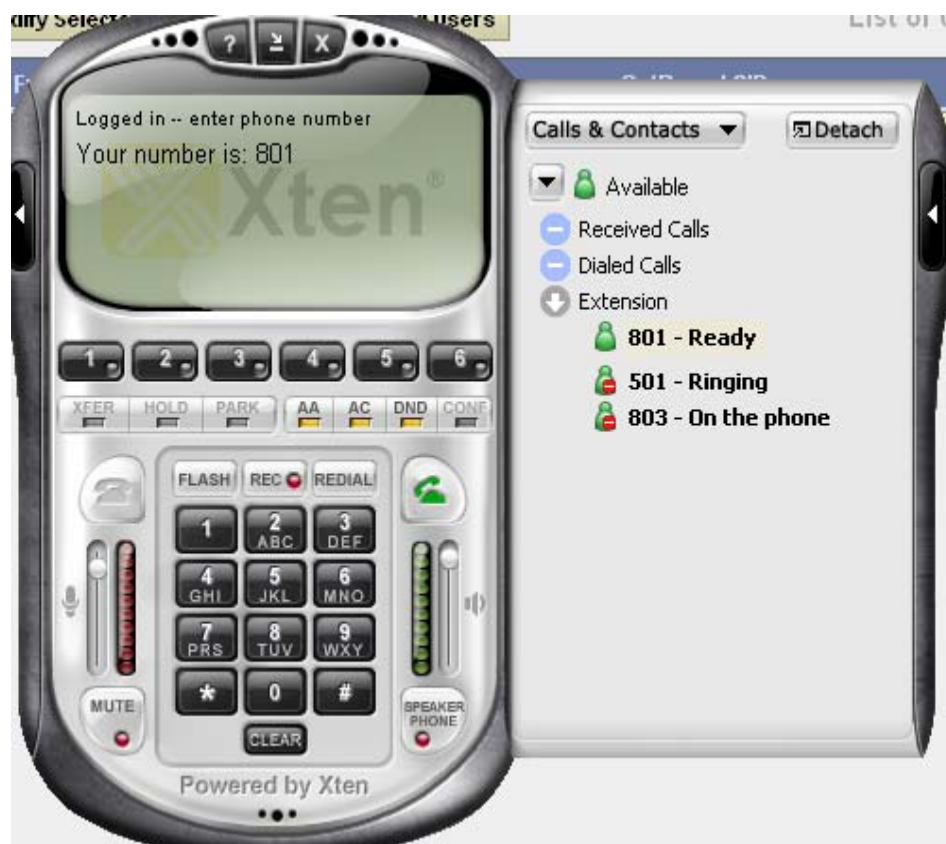 Users
List of
?
X
Logged in -- enter phone number
Your number is: 801
Xten®
Calls & Contacts
Detach
Available
Received Calls
Dialed Calls
Extension
801 - Ready
501 - Ringing
803 - On the phone
1 2 3 4 5 6
XFER HOLD PARK AA AC DND CONF
FLASH REC REDIAL
1 2 ABC 3 DEF
4 GHI 5 JKL 6 MNO
7 PRS 8 TUV 9 WXY
* 0 #
MUTE
SPEAKER
PHONE
CLEAR
Powered by Xten